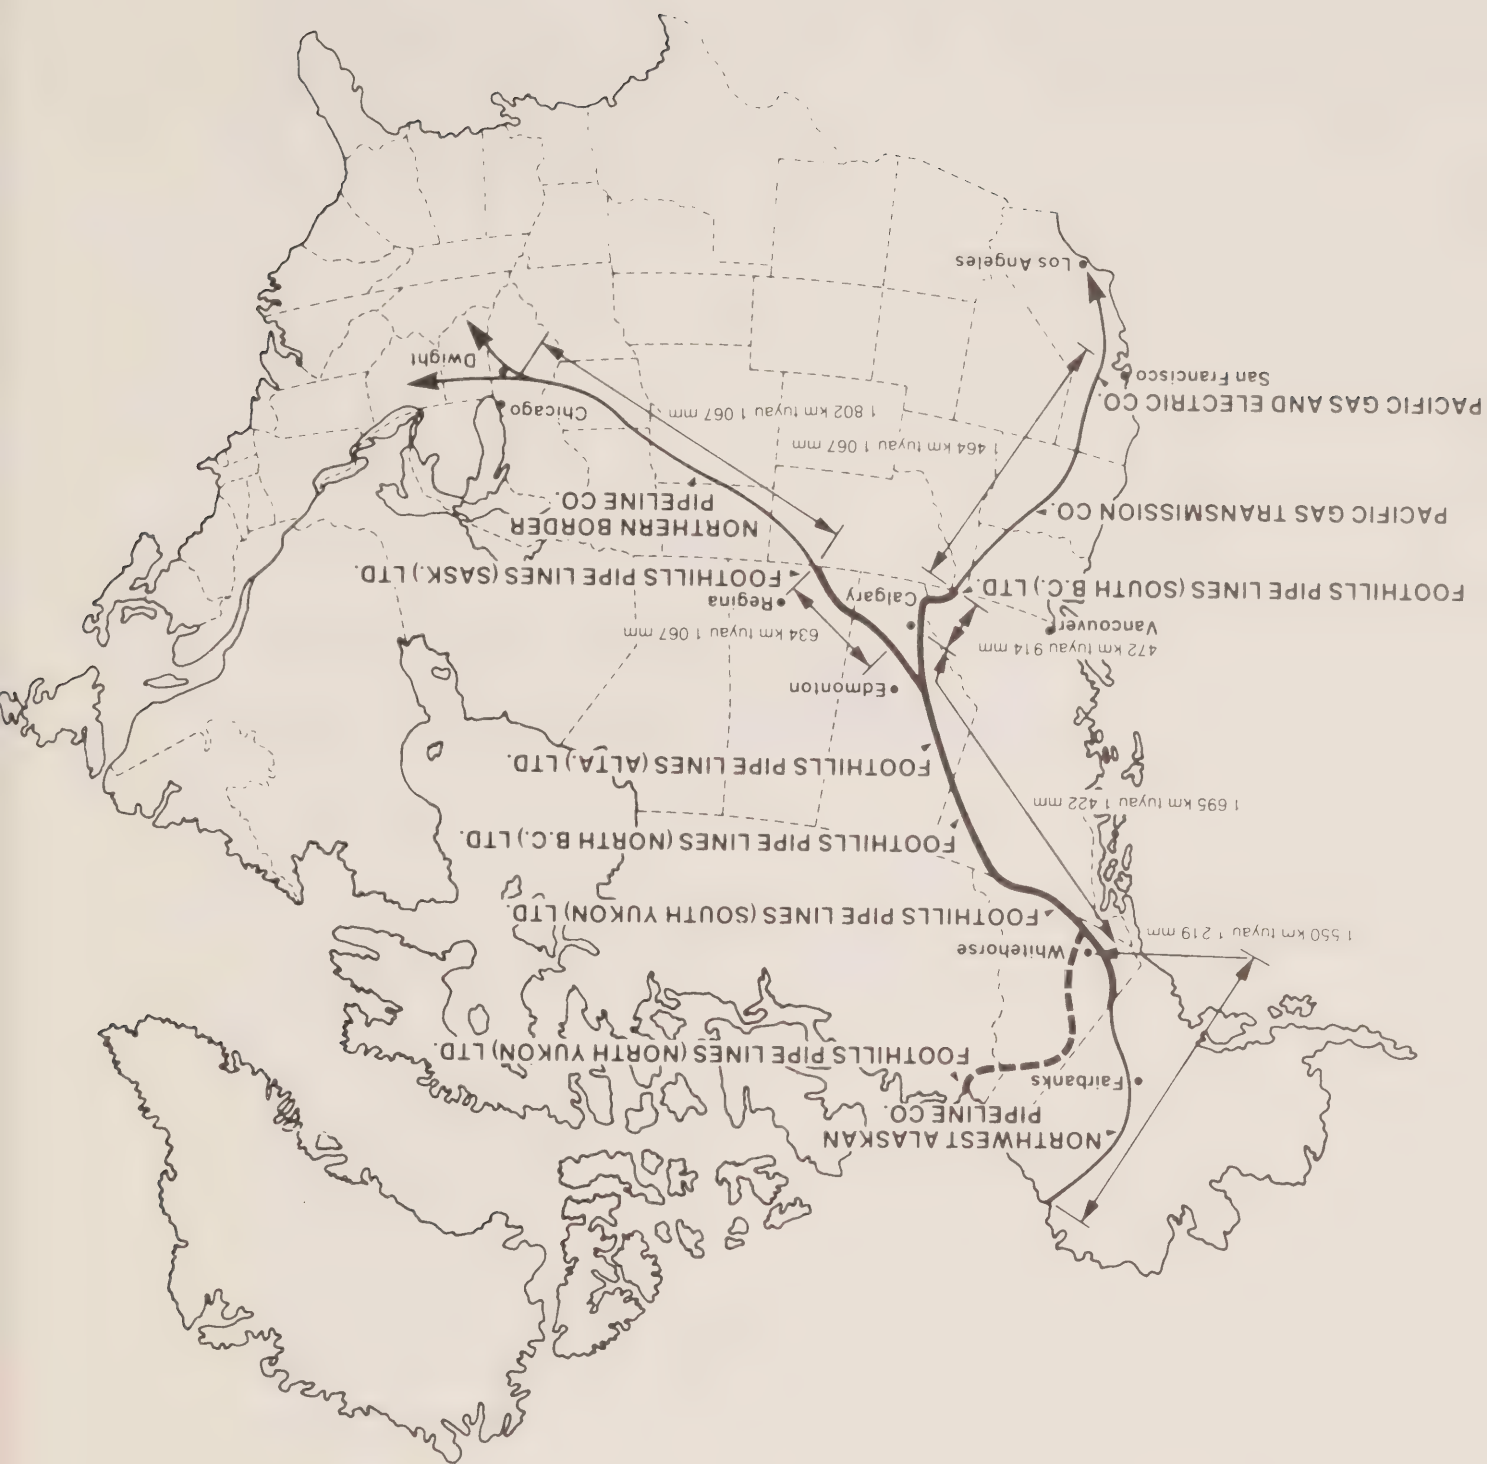 1 550 km tuyau 1 219 mm
NORTHWEST ALASKAN
PIPELINE CO.
Fairbanks
FOOTHILLS PIPE LINES (NORTH YUKON) LTD.
Whitehorse
FOOTHILLS PIPE LINES (SOUTH YUKON) LTD.
FOOTHILLS PIPE LINES (NORTH B.C.) LTD.
1 695 km tuyau 1 422 mm
FOOTHILLS PIPE LINES (ALTA.) LTD.
Edmonton
472 km tuyau 914 mm
634 km tuyau 1 067 mm
Vancouver
Calgary
Regina
FOOTHILLS PIPE LINES (SOUTH B.C.) LTD.
FOOTHILLS PIPE LINES (SASK.) LTD.
PACIFIC GAS TRANSMISSION CO.
NORTHERN BORDER
PIPELINE CO.
1 464 km tuyau 1 067 mm
1 802 km tuyau 1 067 mm
PACIFIC GAS AND ELECTRIC CO.
San Francisco
Chicago
Dwight
Los Angeles